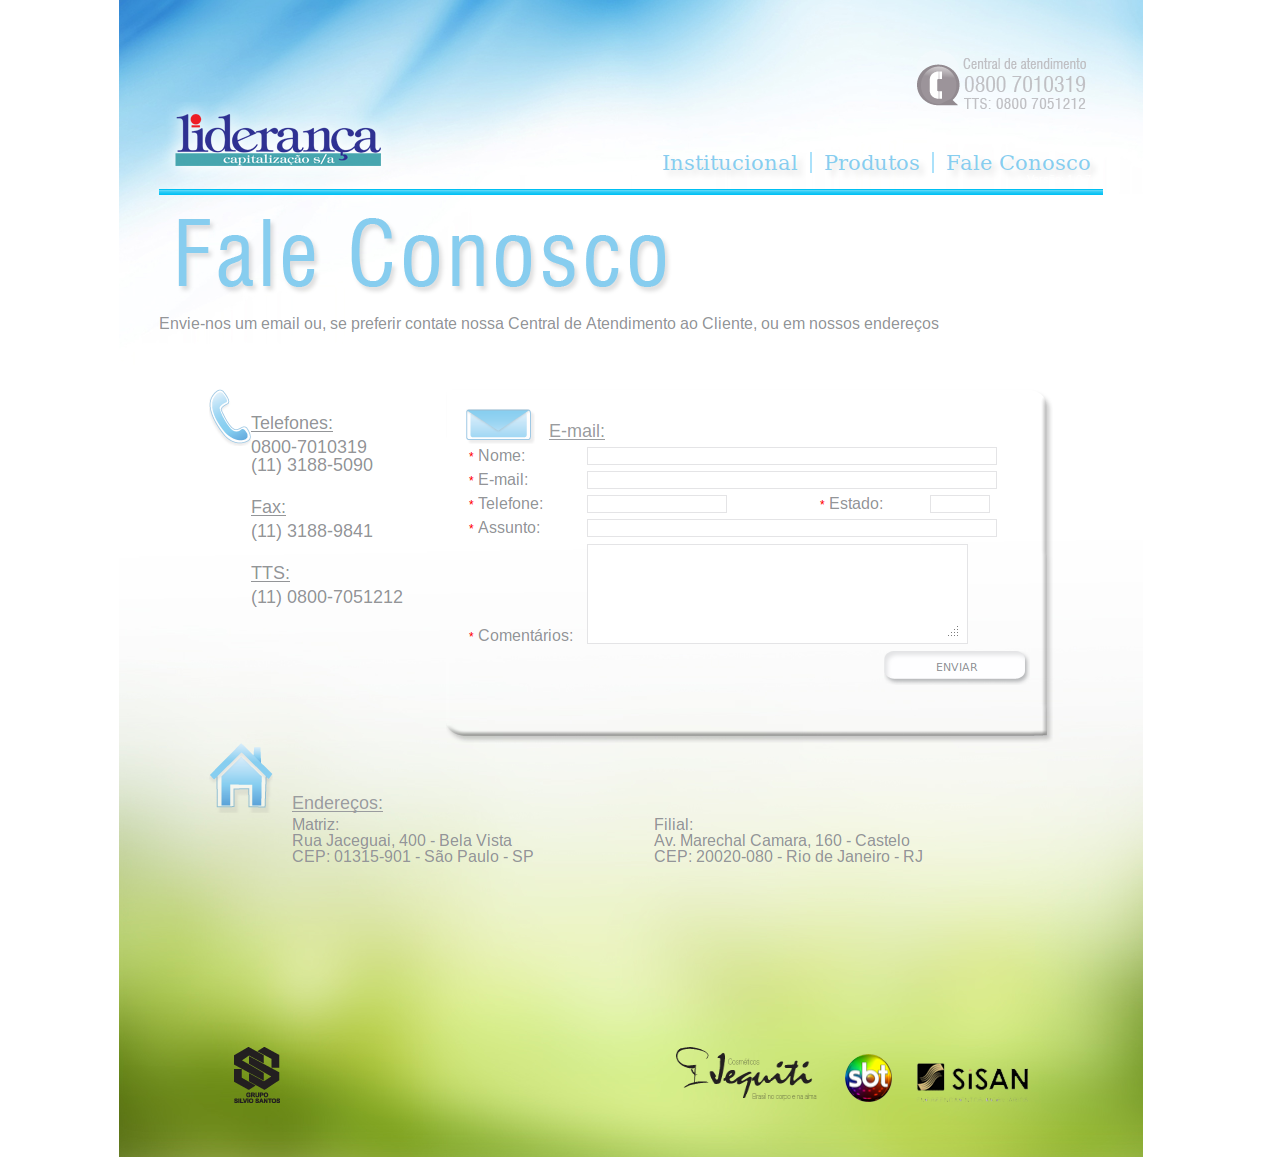 Central de atendimento
0800 7010319
TTS: 0800 7051212
liderança
capitalização s/a
Institucional
Produtos
Fale Conosco
Fale Conosco
Envie-nos um email ou, se preferir contate nossa Central de Atendimento ao Cliente, ou em nossos endereços
Telefones:
0800-7010319
(11) 3188-5090
Fax:
(11) 3188-9841
TTS:
(11) 0800-7051212
E-mail:
* Nome:
* E-mail:
* Telefone:
* Estado:
* Assunto:
* Comentários:
ENVIAR
Endereços:
Matriz:
Rua Jaceguai, 400 - Bela Vista
CEP: 01315-901 - São Paulo - SP
Filial:
Av. Marechal Camara, 160 - Castelo
CEP: 20020-080 - Rio de Janeiro - RJ
GRUPO
SILVIO SANTOS
Cosméticos
Jequiti
Brasil no corpo e na alma
sbt
SiSAN